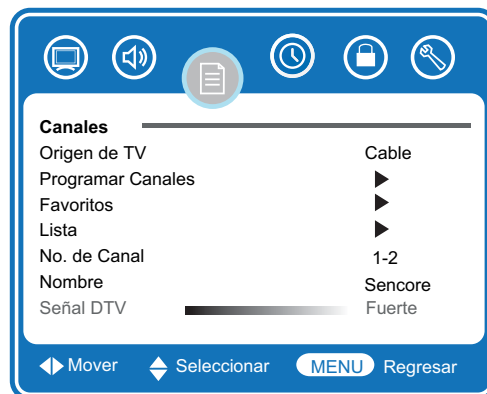 Canales
Origen de TV Cable
Programar Canales
Favoritos
Lista
No. de Canal 1-2
Nombre Sencore
Señal DTV Fuerte
Mover Seleccionar MENU Regresar